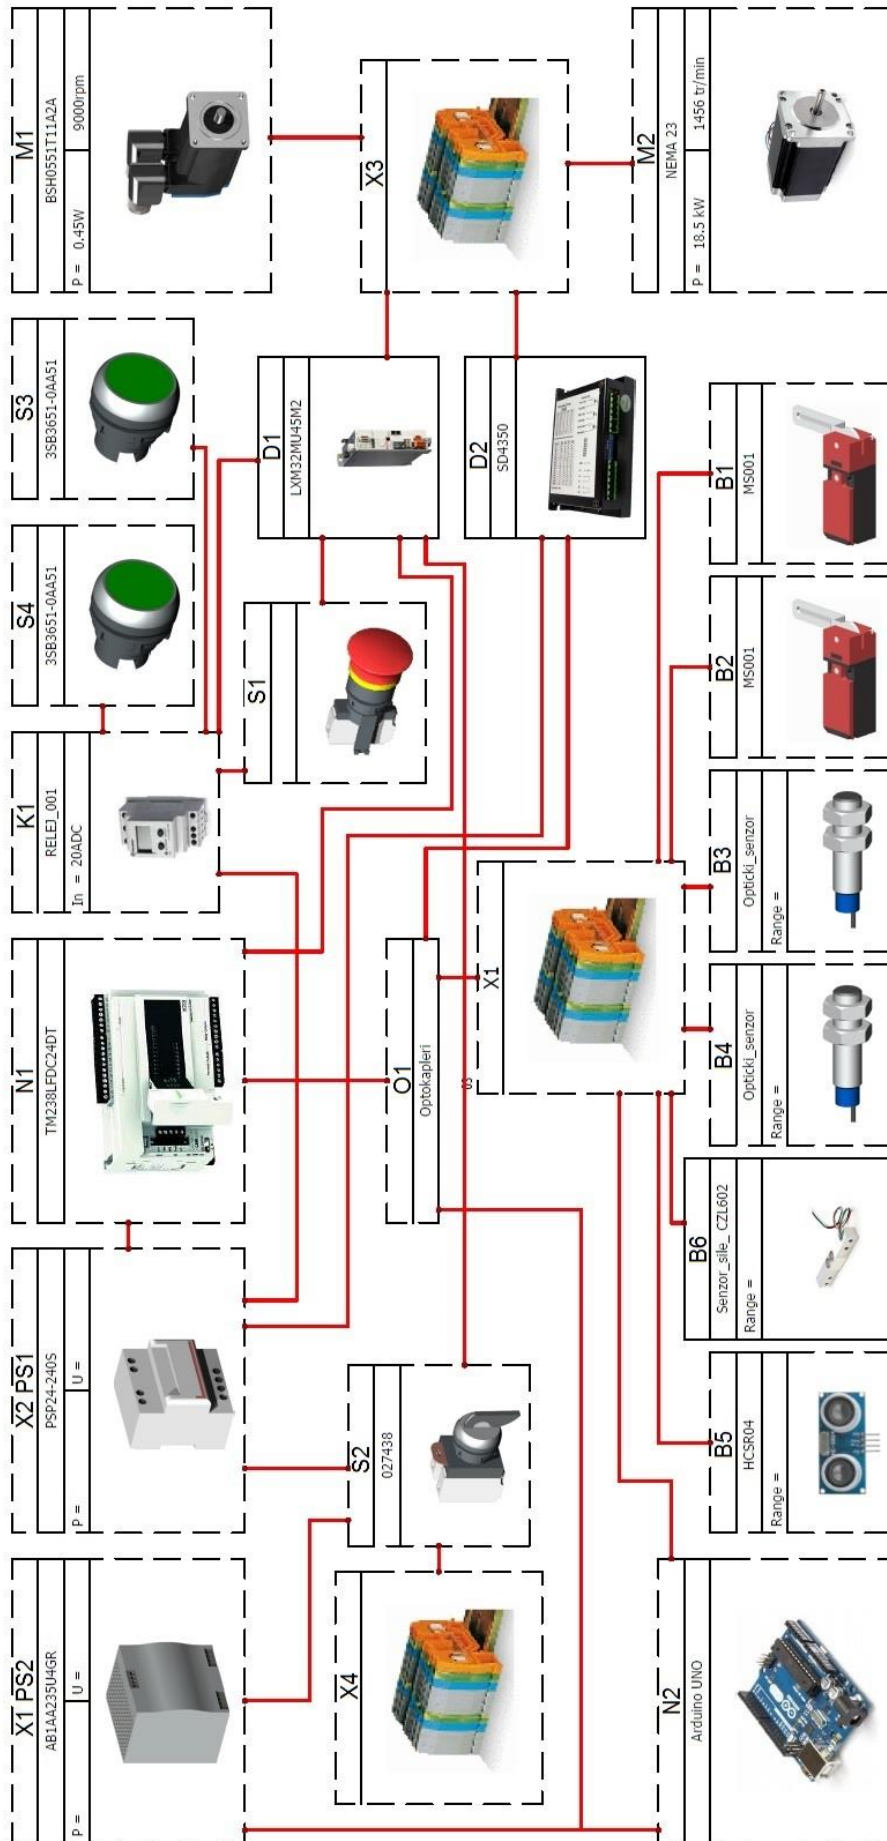 X1 PS2
AB1AA235U4GR
P =
U =
X2 PS1
PSP24-240S
P =
U =
N1
TM238LFDC24DT
K1
RELEJ_001
In = 20ADC
S4
3SB3651-0AA51
S3
3SB3651-0AA51
M1
BSH0551T11A2A
P = 0.45W
9000rpm
X4
S2
027438
O1
Optokapleri
03
S1
D1
LXM32MU45M2
X3
X1
D2
SD4350
N2
Arduino UNO
B5
HCSR04
Range =
B6
Senzor_sile_ CZL602
Range =
B4
Opticki_senzor
Range =
B3
Opticki_senzor
Range =
B2
MS001
B1
MS001
M2
NEMA 23
P = 18.5 kW
1456 tr/min